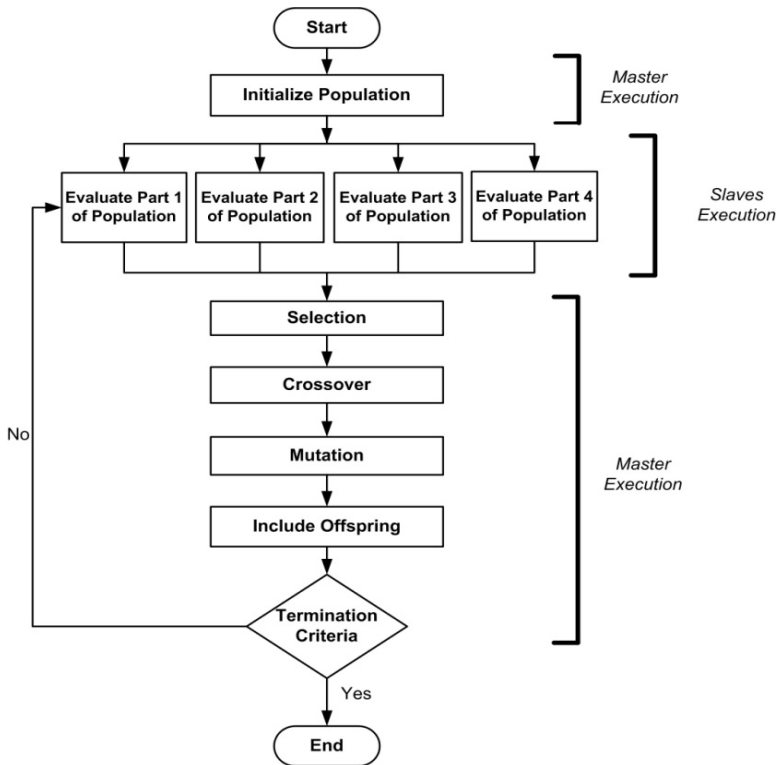 Start
Initialize Population
Master
Execution
Evaluate Part 1
of Population
Evaluate Part 2
of Population
Evaluate Part 3
of Population
Evaluate Part 4
of Population
Slaves
Execution
Selection
Crossover
No
Mutation
Master
Execution
Include Offspring
Termination
Criteria
Yes
End